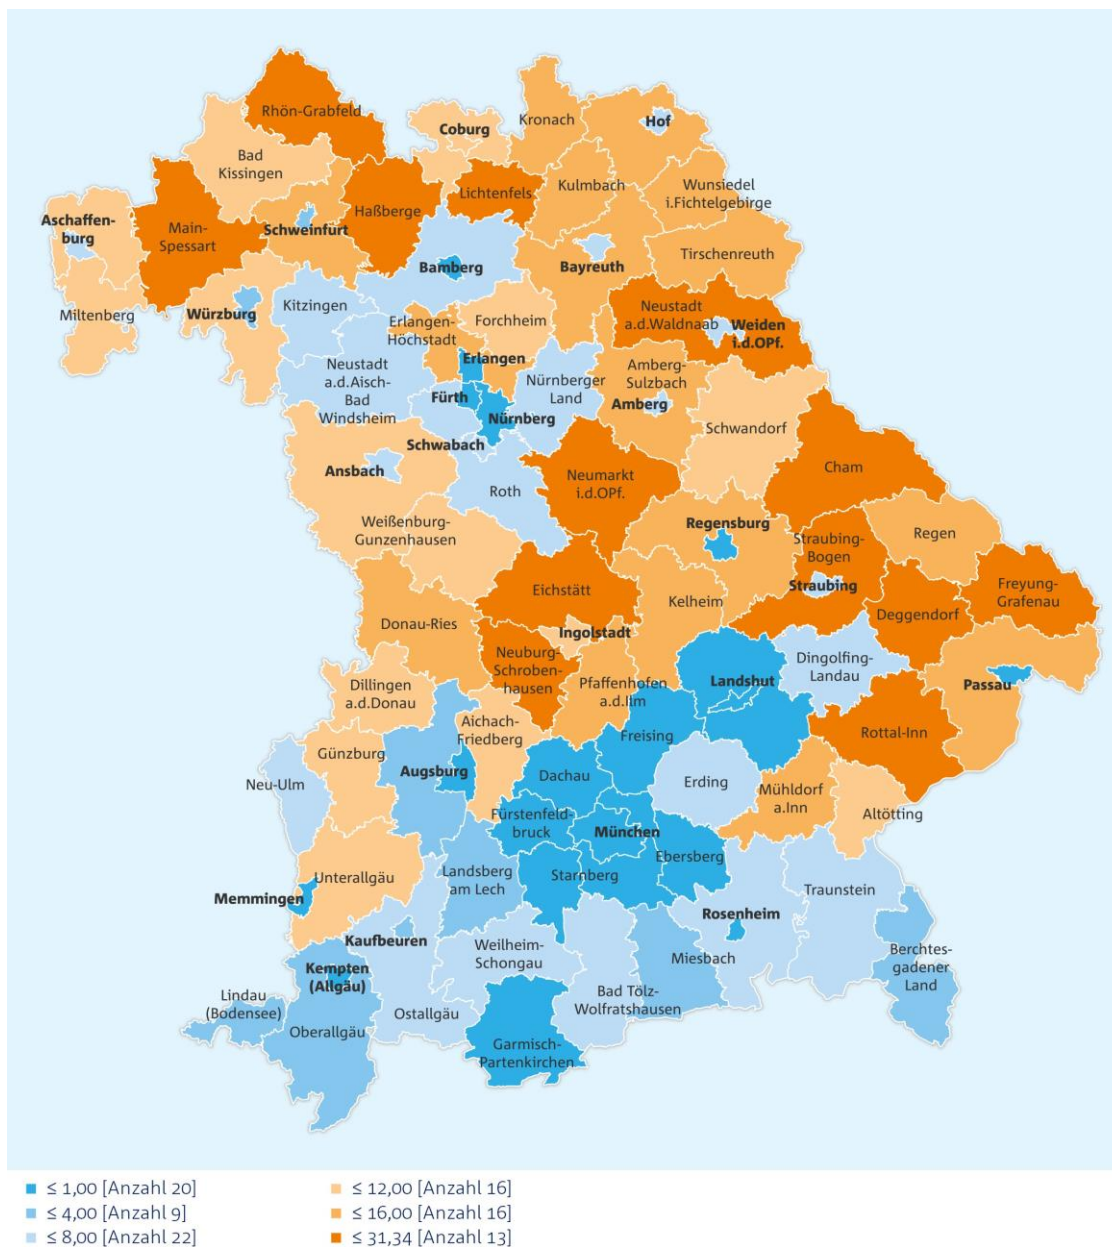 Rhön-Grabfeld
Coburg
Kronach
Hof
Bad
Kissingen
Lichtenfels
Kulmbach
Wunsiedel
i.Fichtelgebirge
Aschaffen-
burg
Main-
Spessart
Schweinfurt
Haßberge
Bamberg
Bayreuth
Tirschenreuth
Miltenberg
Würzburg
Kitzingen
Erlangen-
Höchstadt
Forchheim
Neustadt
a.d.Waldnaab
Weiden
i.d.OPf.
Neustadt
a.d.Aisch-
Bad
Windsheim
Erlangen
Fürth
Nürnberg
Nürnberger
Land
Amberg-
Sulzbach
Amberg
Schwandorf
Schwabach
Ansbach
Roth
Neumarkt
i.d.OPf.
Cham
Weißenburg-
Gunzenhausen
Regensburg
Straubing-
Bogen
Regen
Straubing
Freyung-
Grafenau
Eichstätt
Kelheim
Deggendorf
Donau-Ries
Ingolstadt
Neuburg-
Schroben-
hausen
Pfaffenhofen
a.d.Ilm
Landshut
Dingolfing-
Landau
Passau
Dillingen
a.d.Donau
Aichach-
Friedberg
Freising
Rottal-Inn
Günzburg
Neu-Ulm
Augsburg
Dachau
Erding
Mühldorf
a.Inn
Altötting
Fürstenfeld-
bruck
München
Ebersberg
Unterallgäu
Landsberg
am Lech
Starnberg
Traunstein
Memmingen
Rosenheim
Kaufbeuren
Weilheim-
Schongau
Miesbach
Berchtes-
gadener
Land
Kempten
(Allgäu)
Lindau
(Bodensee)
Oberallgäu
Ostallgäu
Bad Tölz-
Wolfratshausen
Garmisch-
Partenkirchen
≤ 1,00 [Anzahl 20]
≤ 4,00 [Anzahl 9]
≤ 8,00 [Anzahl 22]
≤ 12,00 [Anzahl 16]
≤ 16,00 [Anzahl 16]
≤ 31,34 [Anzahl 13]